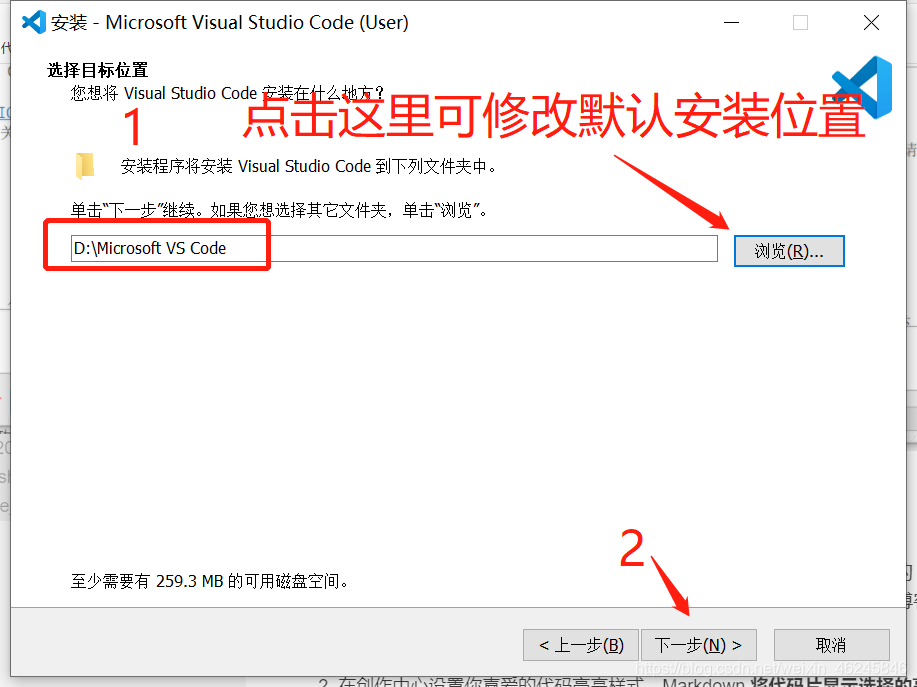 安装 - Microsoft Visual Studio Code (User)
选择目标位置
您想将 Visual Studio Code 安装在什么地方？
1 点击这里可修改默认安装位置
安装程序将安装 Visual Studio Code 到下列文件夹中。
单击“下一步”继续。如果您想选择其它文件夹，单击“浏览”。
D:\Microsoft VS Code
浏览(R)...
2
至少需要有 259.3 MB 的可用磁盘空间。
< 上一步(B)
下一步(N) >
取消
https://blog.csdn.net/weixin_46245846
2. 在创作中心设置你喜爱的代码高亮样式，Markdown 将代码片显示选择的